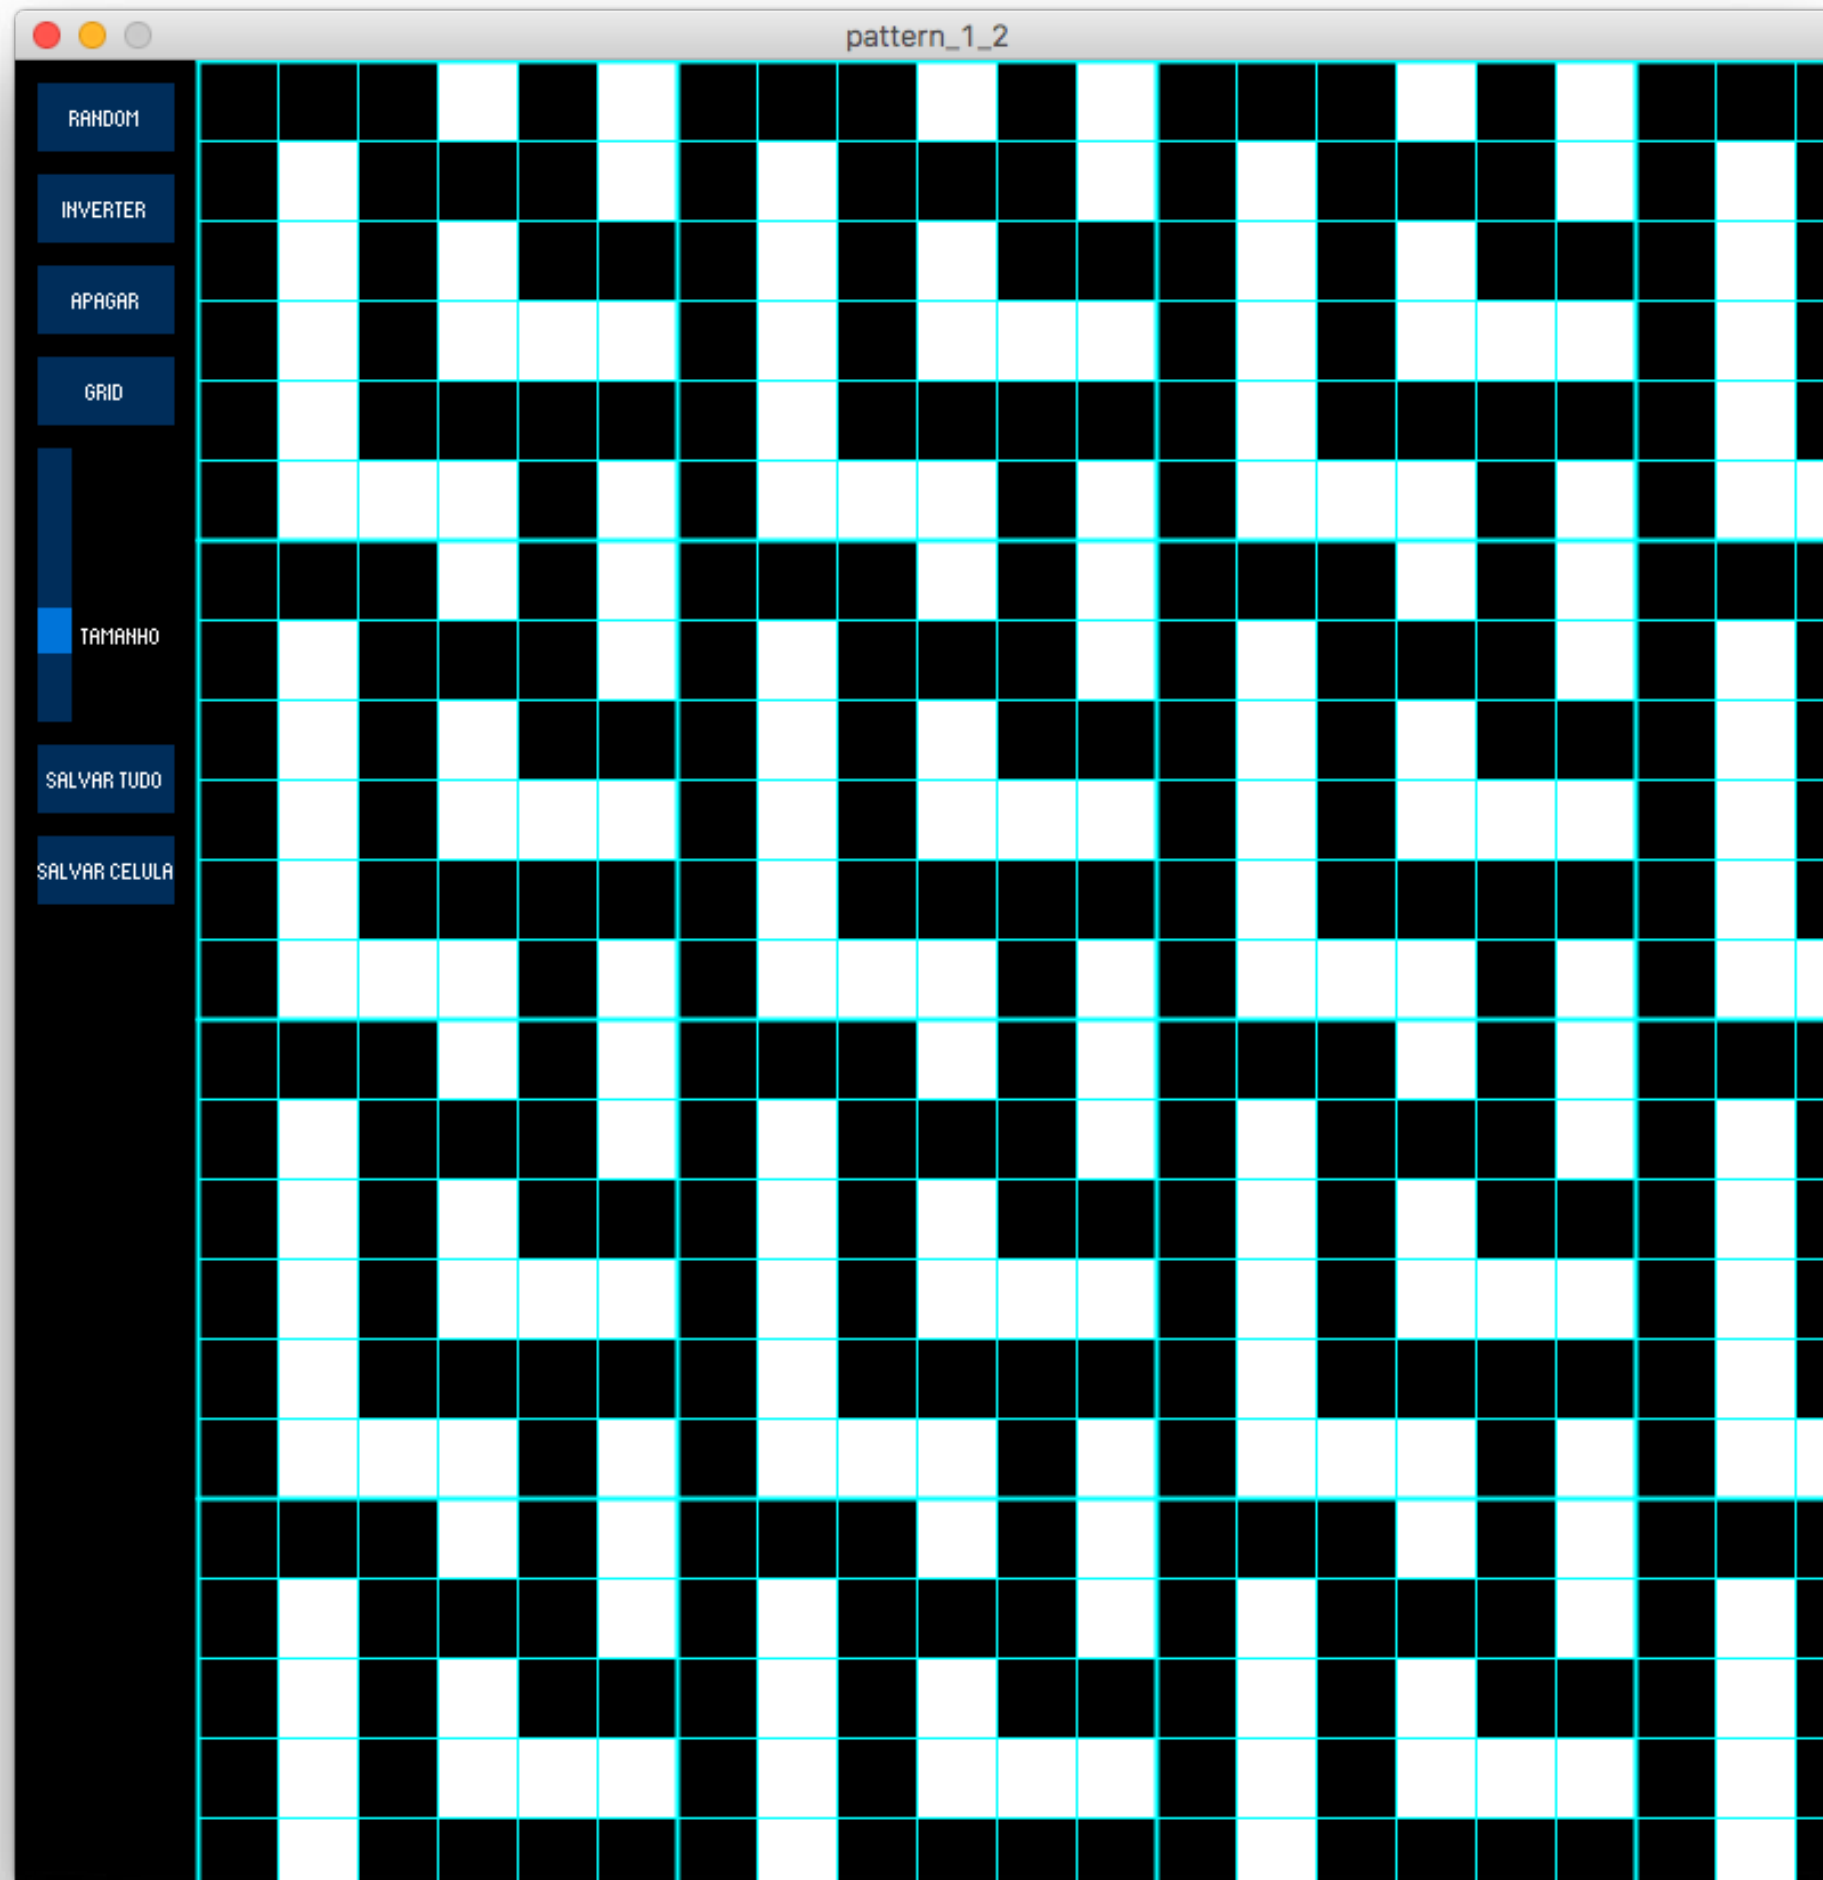 pattern_1_2
RANDOM
INVERTER
APAGAR
GRID
TAMANHO
SALVAR TUDO
SALVAR CELULA